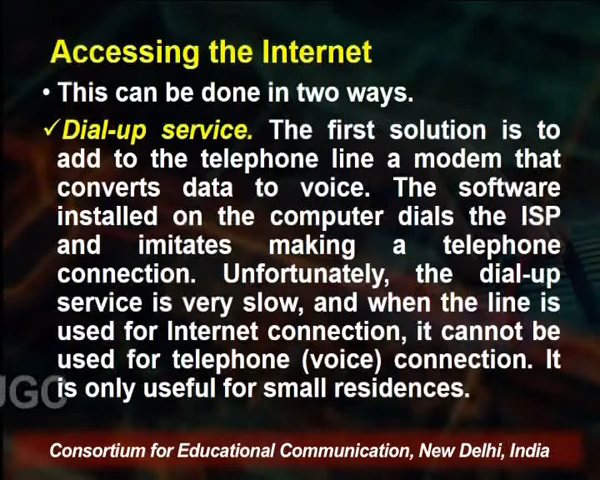 Accessing the Internet
• This can be done in two ways.
✓Dial-up service. The first solution is to
add to the telephone line a modem that
converts data to voice. The software
installed on the computer dials the ISP
and imitates making a telephone
connection. Unfortunately, the dial-up
service is very slow, and when the line is
used for Internet connection, it cannot be
used for telephone (voice) connection. It
is only useful for small residences.
UGC
Consortium for Educational Communication, New Delhi, India